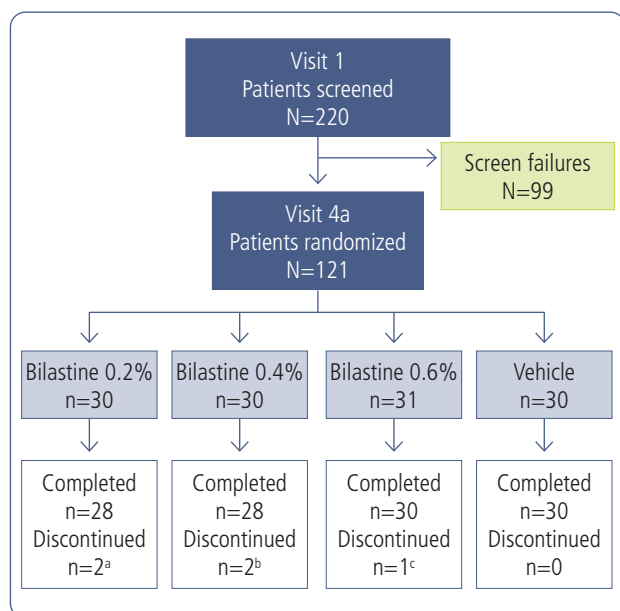 Visit 1
Patients screened
N=220
Screen failures
N=99
Visit 4a
Patients randomized
N=121
Bilastine 0.2%
n=30
Bilastine 0.4%
n=30
Bilastine 0.6%
n=31
Vehicle
n=30
Completed
n=28
Discontinued
n=2ᵃ
Completed
n=28
Discontinued
n=2ᵇ
Completed
n=30
Discontinued
n=1ᶜ
Completed
n=30
Discontinued
n=0